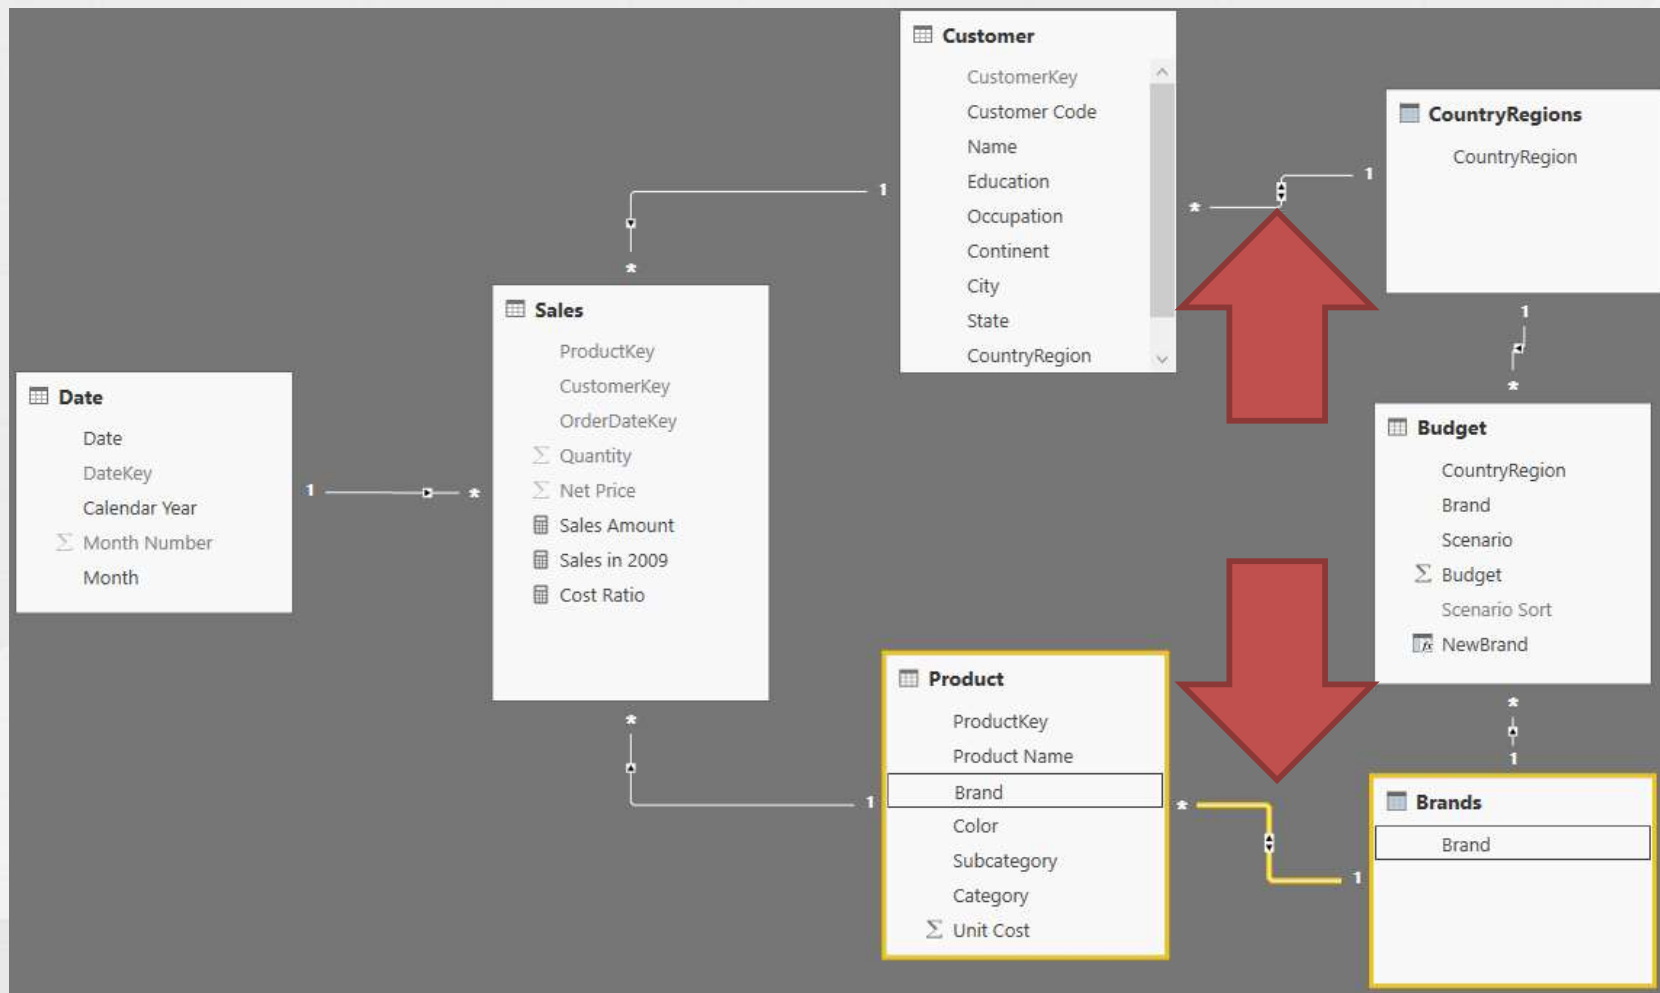 Customer
CustomerKey
Customer Code
Name
Education
Occupation
Continent
City
State
CountryRegion
CountryRegions
CountryRegion
1
*
1
*
Sales
ProductKey
CustomerKey
OrderDateKey
Quantity
Net Price
Sales Amount
Sales in 2009
Cost Ratio
Date
Date
DateKey
Calendar Year
Month Number
Month
1
*
1
*
Budget
CountryRegion
Brand
Scenario
Budget
Scenario Sort
NewBrand
*
1
Product
ProductKey
Product Name
Brand
Color
Subcategory
Category
Unit Cost
*
1
*
1
Brands
Brand